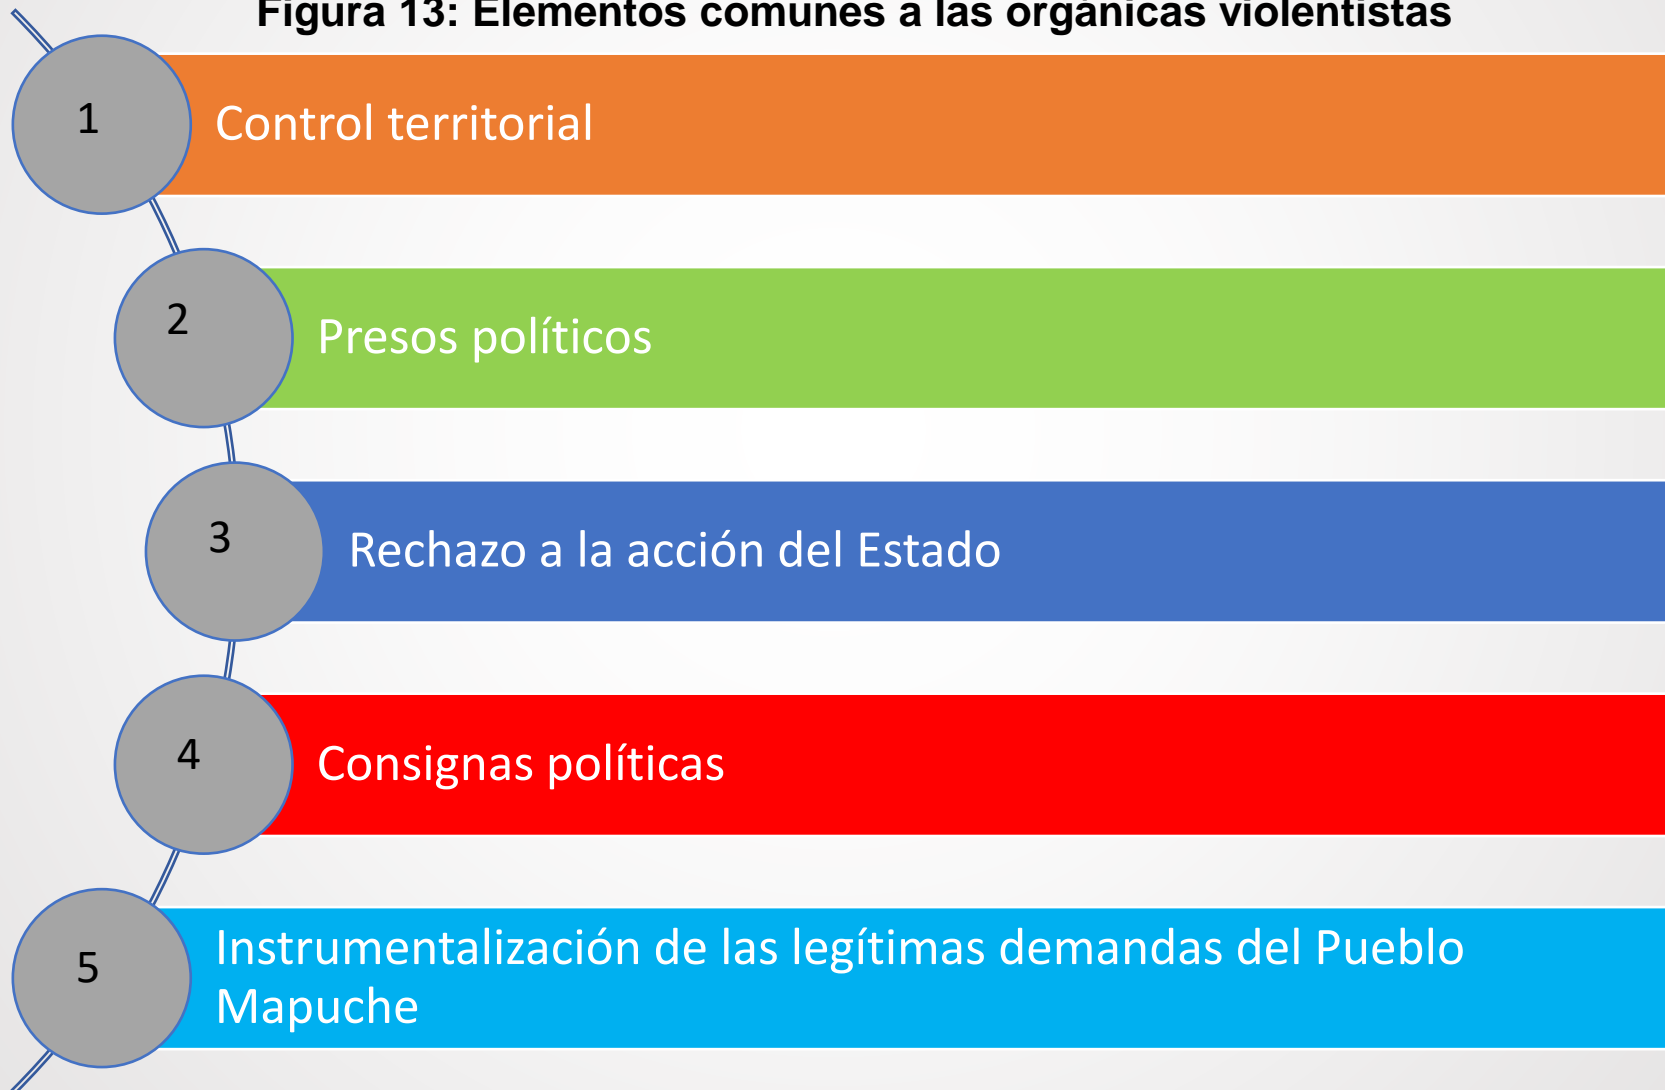 Figura 13: Elementos comunes a las orgánicas violentistas
1
Control territorial
2
Presos políticos
3
Rechazo a la acción del Estado
4
Consignas políticas
5
Instrumentalización de las legítimas demandas del Pueblo
Mapuche